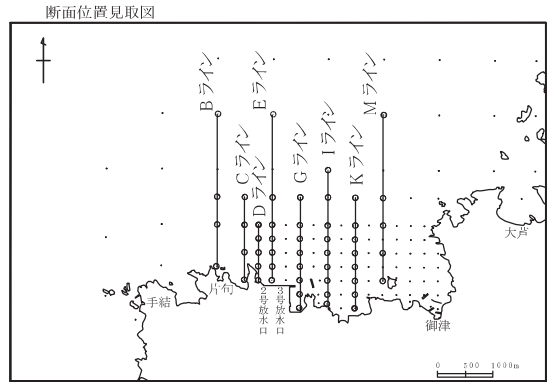 断面位置見取図
Bライン
Cライン
Dライン
Eライン
Gライン
Iライン
Kライン
Mライン
大芦
片句
手結
2号放水口
3号放水口
御津
0 500 1000m